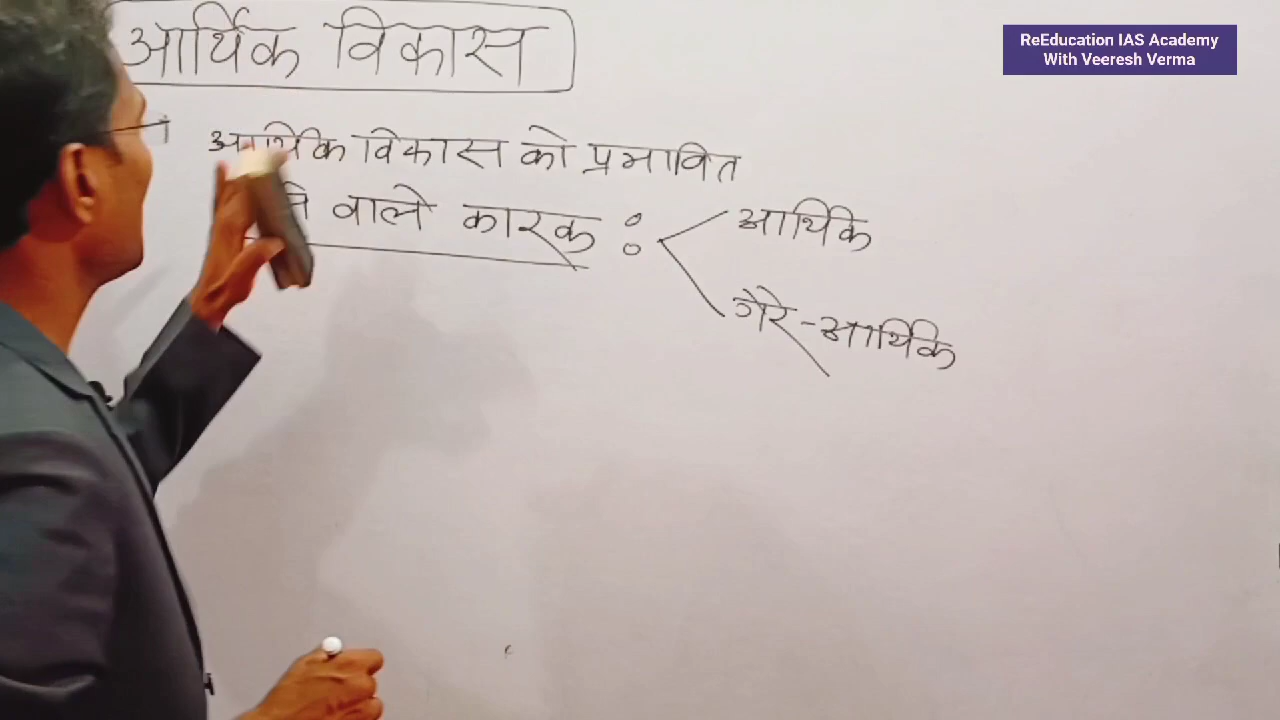 ReEducation IAS Academy
With Veeresh Verma
आर्थिक विकास
आर्थिक विकास को प्रभावित
वाले कारक :
आर्थिक
गैर-आर्थिक